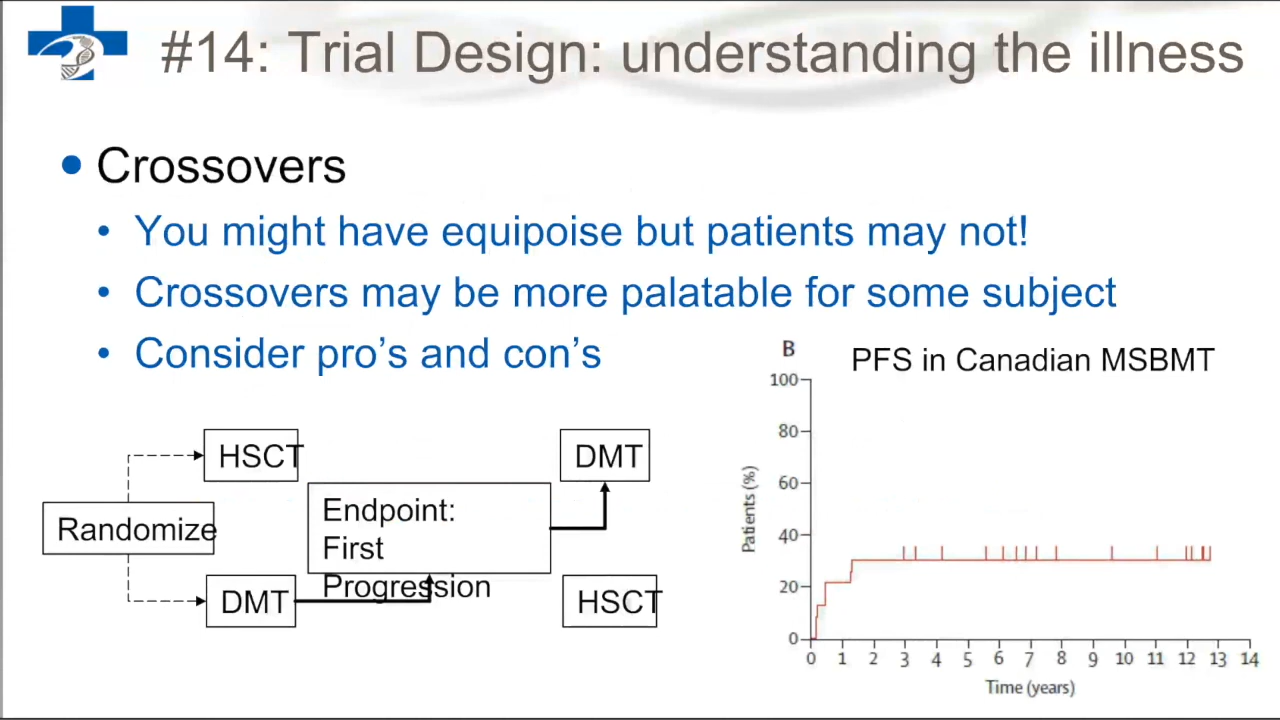 #14: Trial Design: understanding the illness
• Crossovers
• You might have equipoise but patients may not!
• Crossovers may be more palatable for some subject
• Consider pro's and con's
HSCT
DMT
Randomize
Endpoint:
First
Progression
DMT
HSCT
B
PFS in Canadian MSBMT
100
80
60
40
20
0
Patients (%)
0 1 2 3 4 5 6 7 8 9 10 11 12 13 14
Time (years)